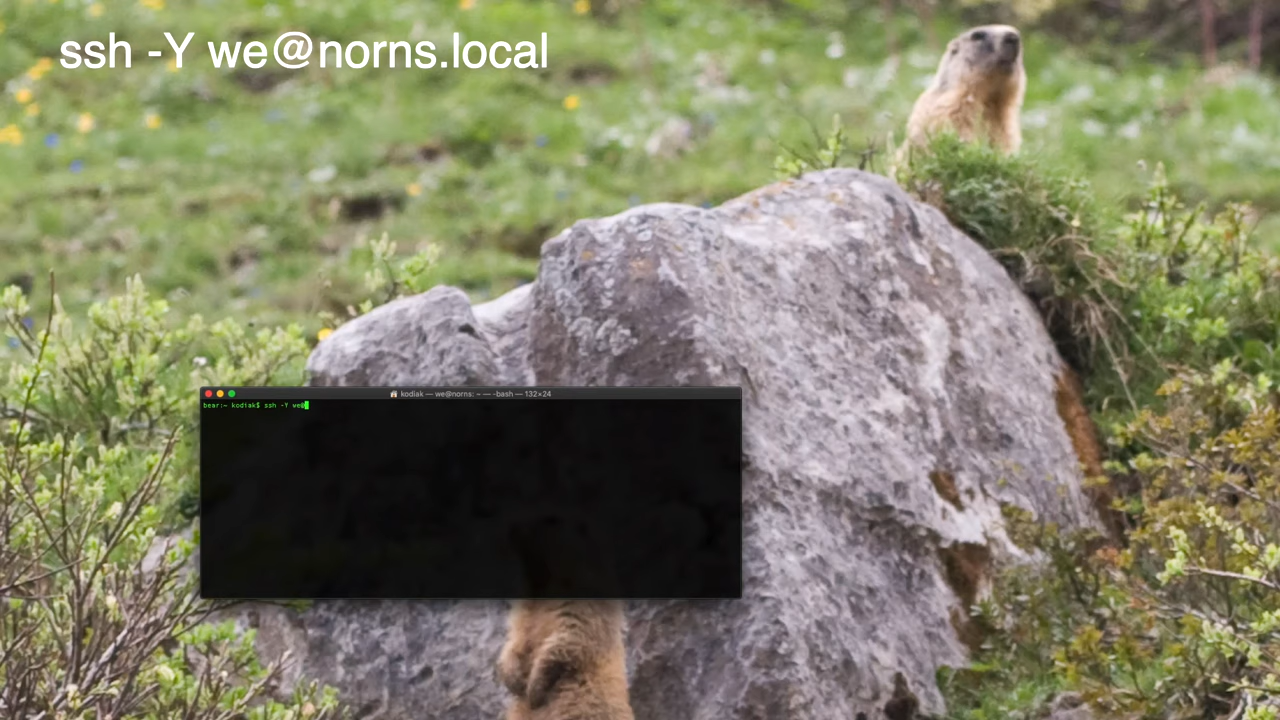 ssh -Y we@norns.local
kodiak — we@norns: ~ — -bash — 132×24
bear:~ kodiak$ ssh -Y we@